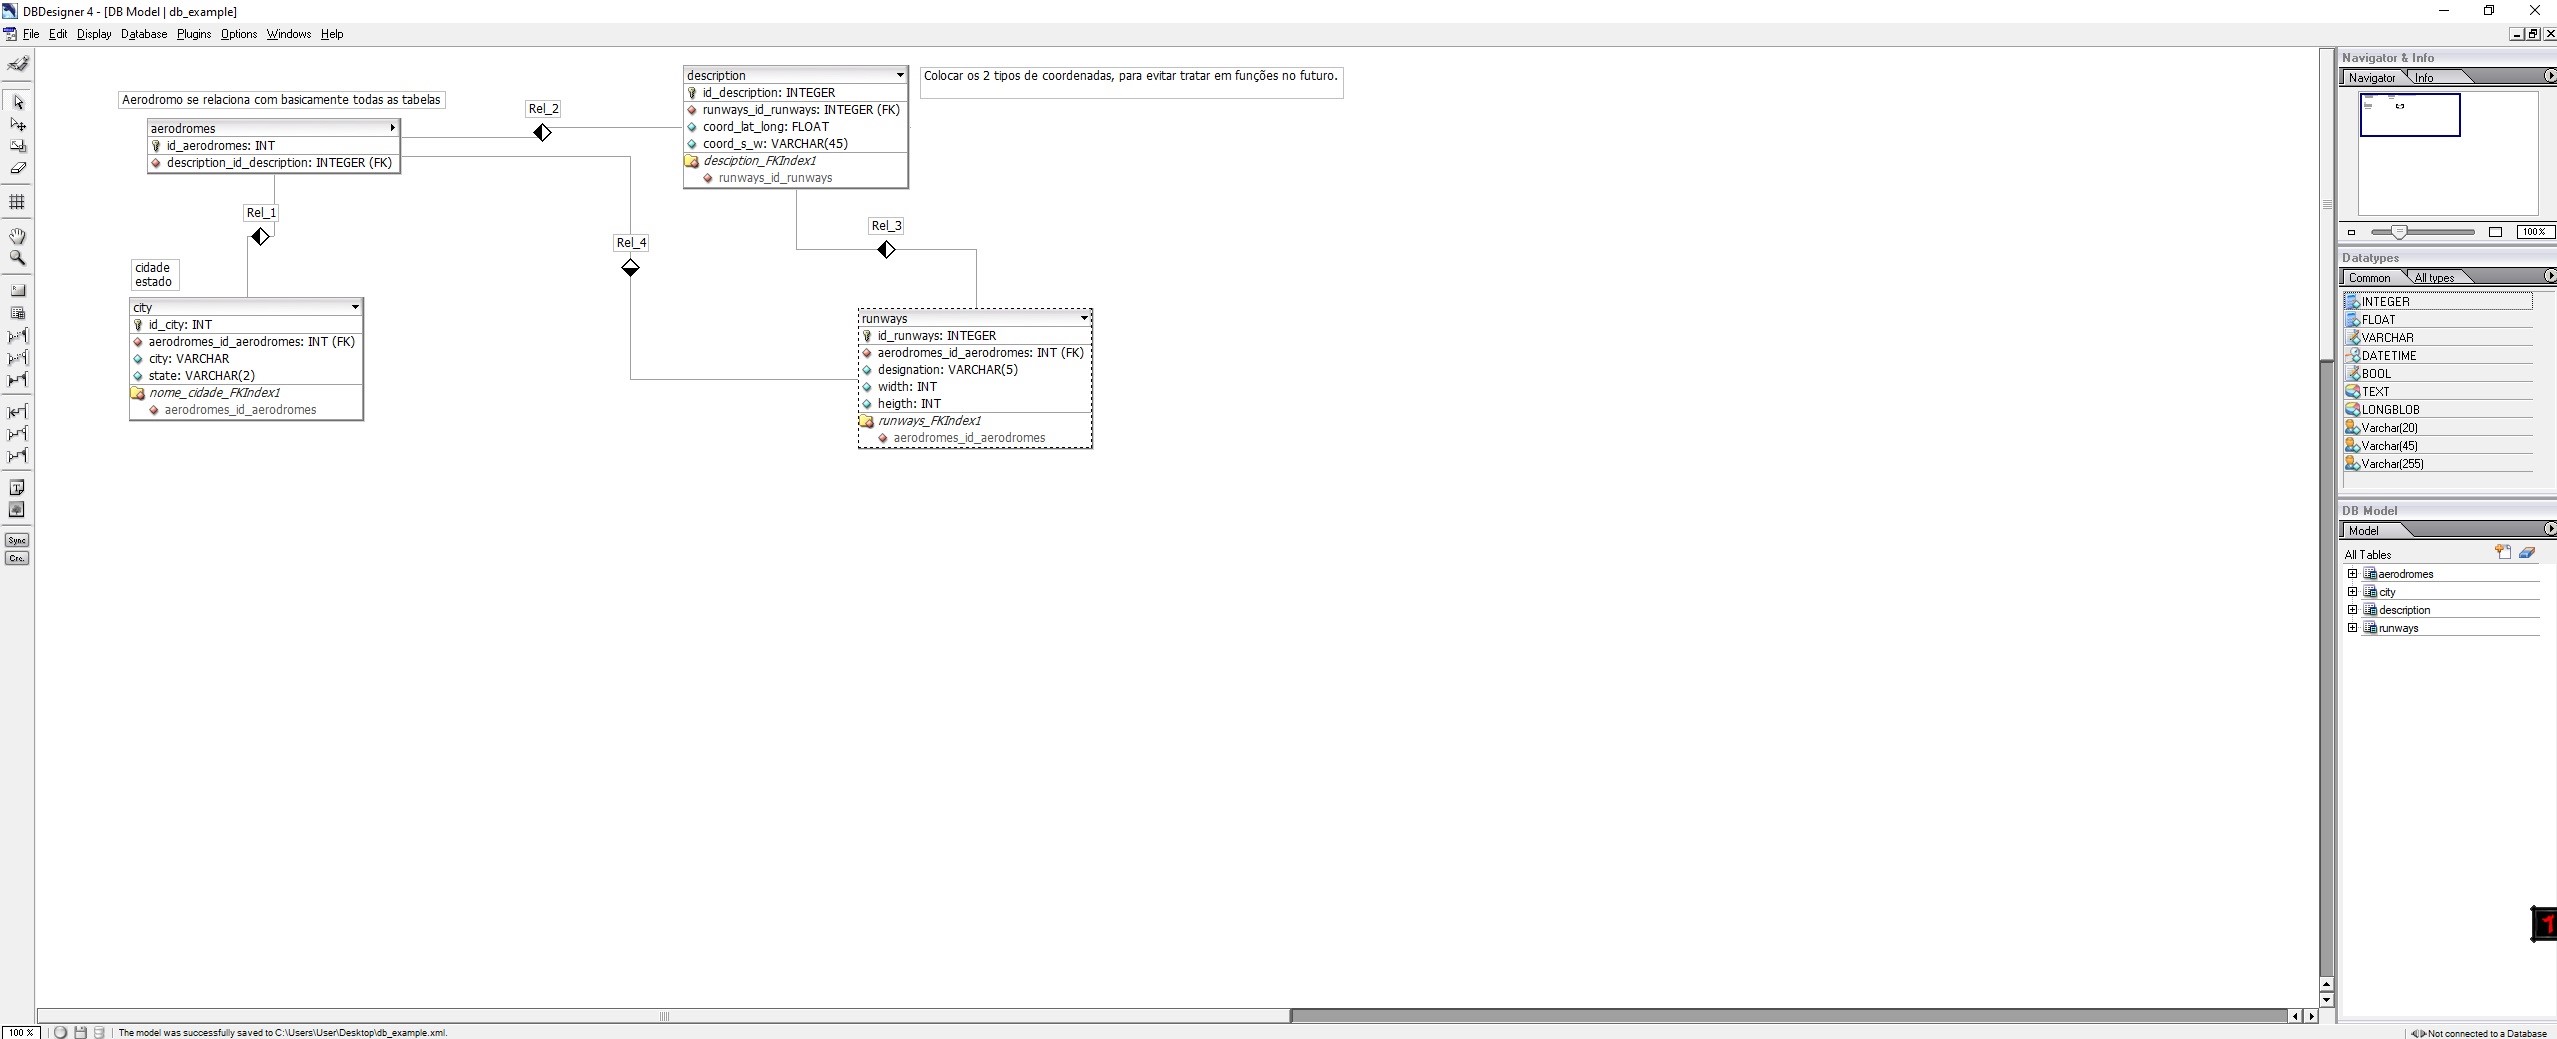 DBDesigner 4 - [DB Model | db_example]
File Edit Display Database Plugins Options Windows Help
Aerodromo se relaciona com basicamente todas as tabelas
aerodromes
id_aerodromes: INT
description_id_description: INTEGER (FK)
Rel_2
description
id_description: INTEGER
runways_id_runways: INTEGER (FK)
coord_lat_long: FLOAT
coord_s_w: VARCHAR(45)
desciption_FKIndex1
runways_id_runways
Colocar os 2 tipos de coordenadas, para evitar tratar em funções no futuro.
Rel_1
Rel_4
Rel_3
cidade
estado
city
id_city: INT
aerodromes_id_aerodromes: INT (FK)
city: VARCHAR
state: VARCHAR(2)
nome_cidade_FKIndex1
aerodromes_id_aerodromes
runways
id_runways: INTEGER
aerodromes_id_aerodromes: INT (FK)
designation: VARCHAR(5)
width: INT
heigth: INT
runways_FKIndex1
aerodromes_id_aerodromes
Sync
Cre.
Navigator & Info
Navigator Info
100%
Datatypes
Common All types
INTEGER
FLOAT
VARCHAR
DATETIME
BOOL
TEXT
LONGBLOB
Varchar(20)
Varchar(45)
Varchar(255)
DB Model
Model
All Tables
aerodromes
city
description
runways
100 % The model was successfully saved to C:\Users\User\Desktop\db_example.xml.
Not connected to a Database